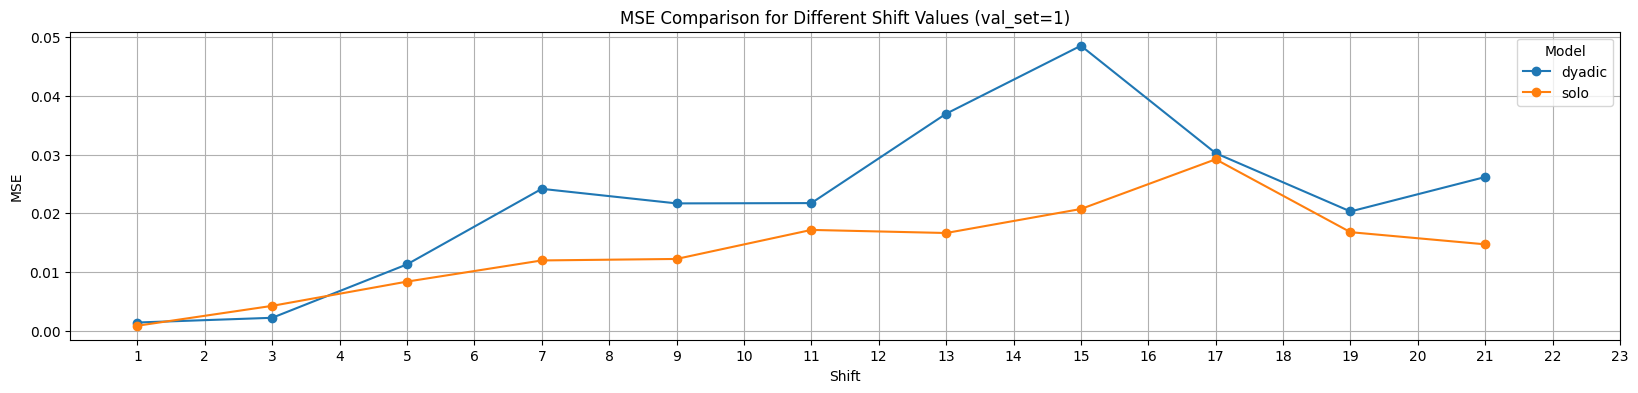 MSE Comparison for Different Shift Values (val_set=1)
MSE
0.05
0.04
0.03
0.02
0.01
0.00
Model
dyadic
solo
1 2 3 4 5 6 7 8 9 10 11 12 13 14 15 16 17 18 19 20 21 22 23
Shift